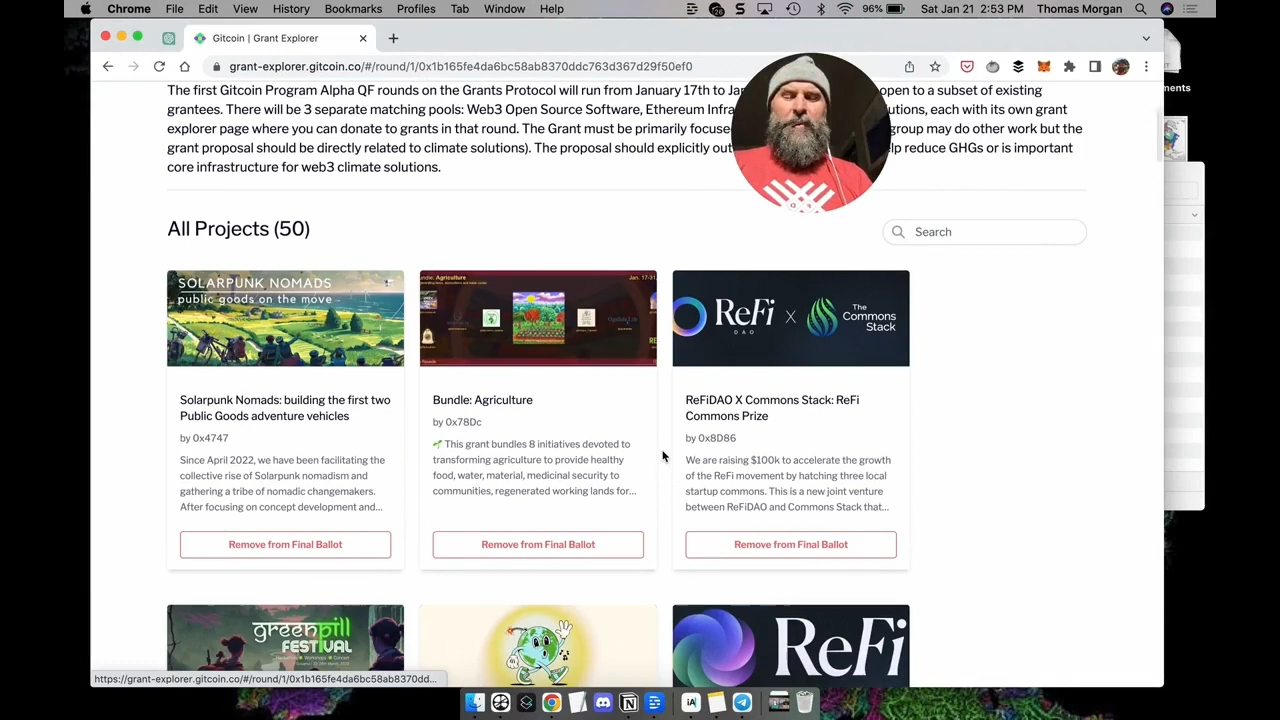 Chrome File Edit View History Bookmarks Profiles Tab Window Help 26 96% Sat Jan 21 2:53 PM Thomas Morgan
Gitcoin | Grant Explorer
grant-explorer.gitcoin.co/#/round/1/0x1b165fe4da6bc58ab8370ddc763d367d29f50ef0
The first Gitcoin Program Alpha QF rounds on the Grants Protocol will run from January 17th to open to a subset of existing
grantees. There will be 3 separate matching pools: Web3 Open Source Software, Ethereum each with its own grant
explorer page where you can donate to grants in the round. The Grant must be primarily group may do other work but the
grant proposal should be directly related to climate solutions). The proposal should explicitly reduce GHGs or is important
core infrastructure for web3 climate solutions.
All Projects (50)
Search
SOLARPUNK NOMADS
public goods on the move
Agriculture
Jan. 17-31,
ReFi
DAO
X
The
Commons
Stack
Solarpunk Nomads: building the first two
Public Goods adventure vehicles
by 0x4747
Since April 2022, we have been facilitating the
collective rise of Solarpunk nomadism and
gathering a tribe of nomadic changemakers.
After focusing on concept development and...
Remove from Final Ballot
Bundle: Agriculture
by 0x78Dc
🌱 This grant bundles 8 initiatives devoted to
transforming agriculture to provide healthy
food, water, material, medicinal security to
communities, regenerated working lands for...
Remove from Final Ballot
ReFiDAO X Commons Stack: ReFi
Commons Prize
by 0x8D86
We are raising $100k to accelerate the growth
of the ReFi movement by hatching three local
startup commons. This is a new joint venture
between ReFiDAO and Commons Stack that...
Remove from Final Ballot
greenpill
FESTIVAL
ReFi
https://grant-explorer.gitcoin.co/#/round/1/0x1b165fe4da6bc58ab8370dd...